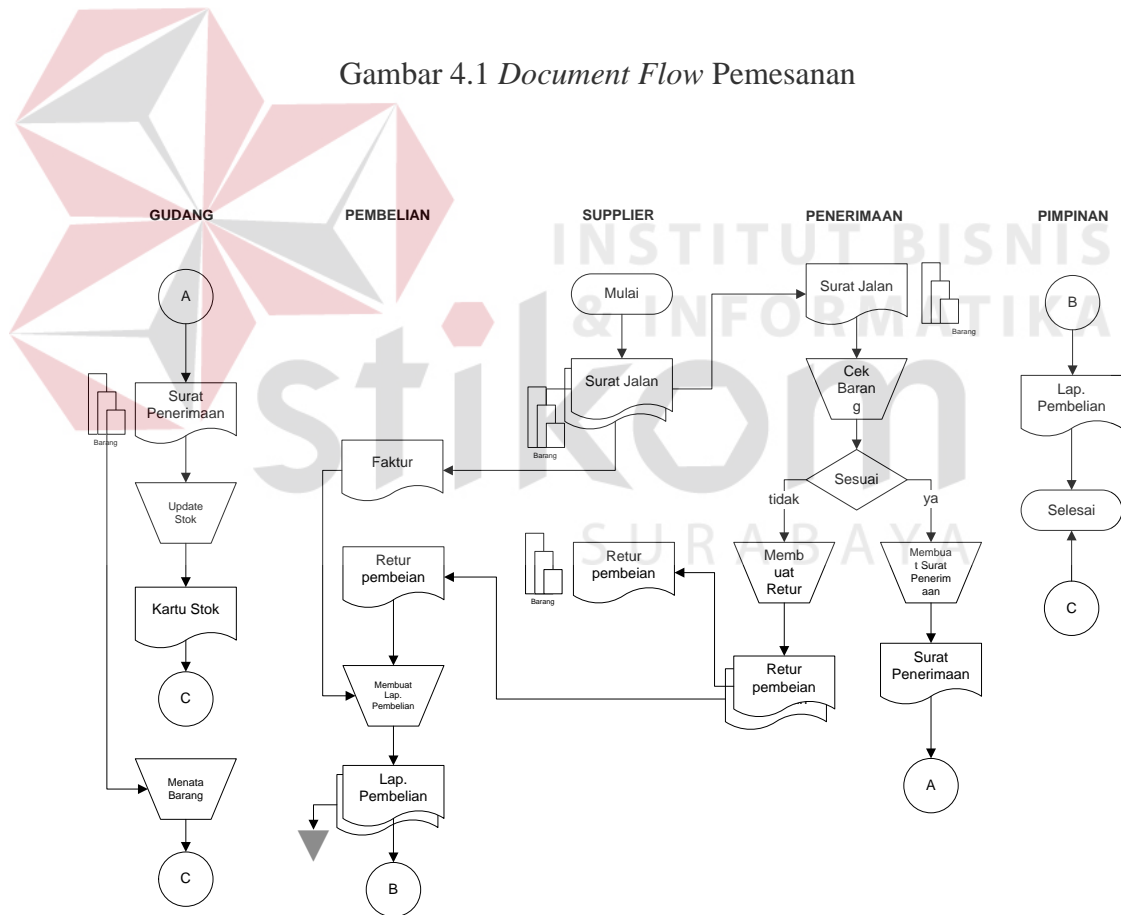 Gambar 4.1 Document Flow Pemesanan
GUDANG
PEMBELIAN
SUPPLIER
PENERIMAAN
PIMPINAN
INSTITUT BISNIS
& INFORMATIKA
stikom
SURABAYA
A
Surat
Penerimaan
Barang
Update
Stok
Kartu Stok
C
Menata
Barang
C
Faktur
Retur
pembeian
Membuat
Lap.
Pembelian
Lap.
Pembelian
B
Mulai
Surat Jalan
Barang
Retur
pembeian
Barang
Surat Jalan
Barang
Cek
Baran
g
Sesuai
tidak
ya
Memb
uat Retur
Retur
pembeian
Membua
t Surat
Penerim
aan
Surat
Penerimaan
A
B
Lap.
Pembelian
Selesai
C